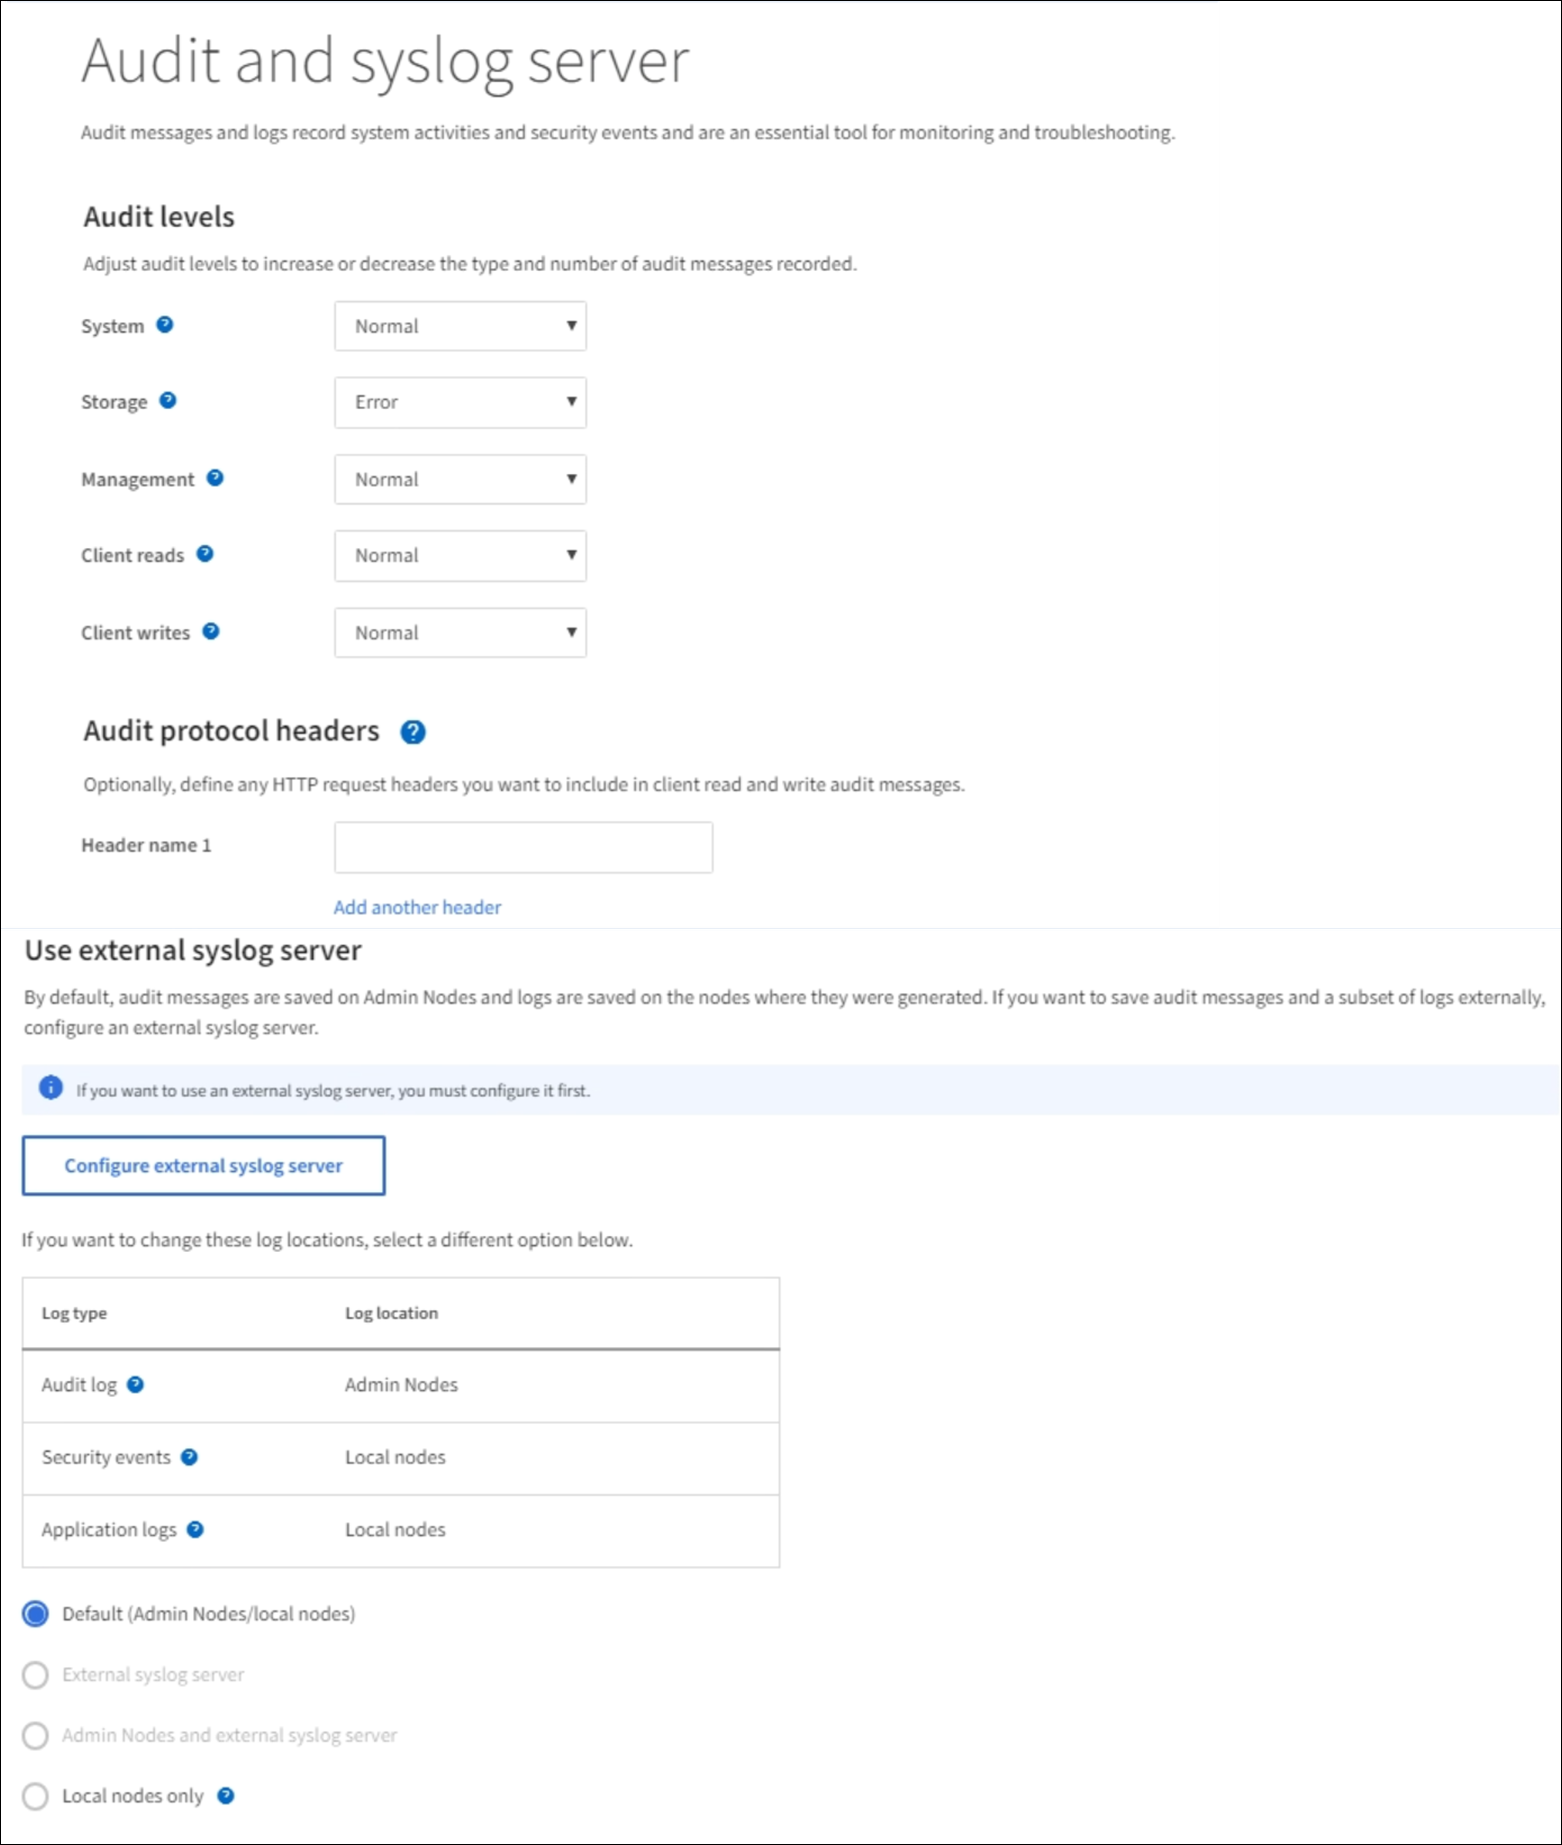 Audit and syslog server
Audit messages and logs record system activities and security events and are an essential tool for monitoring and troubleshooting.
Audit levels
Adjust audit levels to increase or decrease the type and number of audit messages recorded.
System ? Normal
Storage ? Error
Management ? Normal
Client reads ? Normal
Client writes ? Normal
Audit protocol headers ?
Optionally, define any HTTP request headers you want to include in client read and write audit messages.
Header name 1
Add another header
Use external syslog server
By default, audit messages are saved on Admin Nodes and logs are saved on the nodes where they were generated. If you want to save audit messages and a subset of logs externally,
configure an external syslog server.
If you want to use an external syslog server, you must configure it first.
Configure external syslog server
If you want to change these log locations, select a different option below.
Log type Log location
Audit log ? Admin Nodes
Security events ? Local nodes
Application logs ? Local nodes
Default (Admin Nodes/local nodes)
External syslog server
Admin Nodes and external syslog server
Local nodes only ?